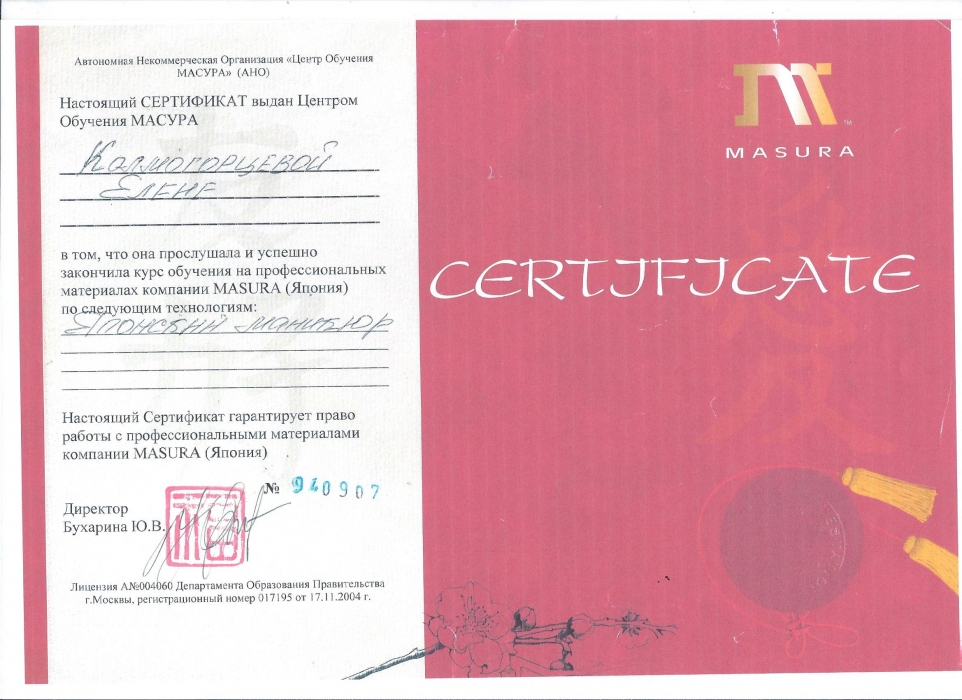 Автономная Некоммерческая Организация «Центр Обучения
МАСУРА» (АНО)
Настоящий СЕРТИФИКАТ выдан Центром
Обучения МАСУРА
Колмогорцевой
Елене
в том, что она прослушала и успешно
закончила курс обучения на профессиональных
материалах компании MASURA (Япония)
по следующим технологиям:
Японский маникюр
Настоящий Сертификат гарантирует право
работы с профессиональными материалами
компании MASURA (Япония)
№ 940907
Директор
Бухарина Ю.В.
Лицензия А№004060 Департамента Образования Правительства
г.Москвы, регистрационный номер 017195 от 17.11.2004 г.
TM
MASURA
CERTIFICATE